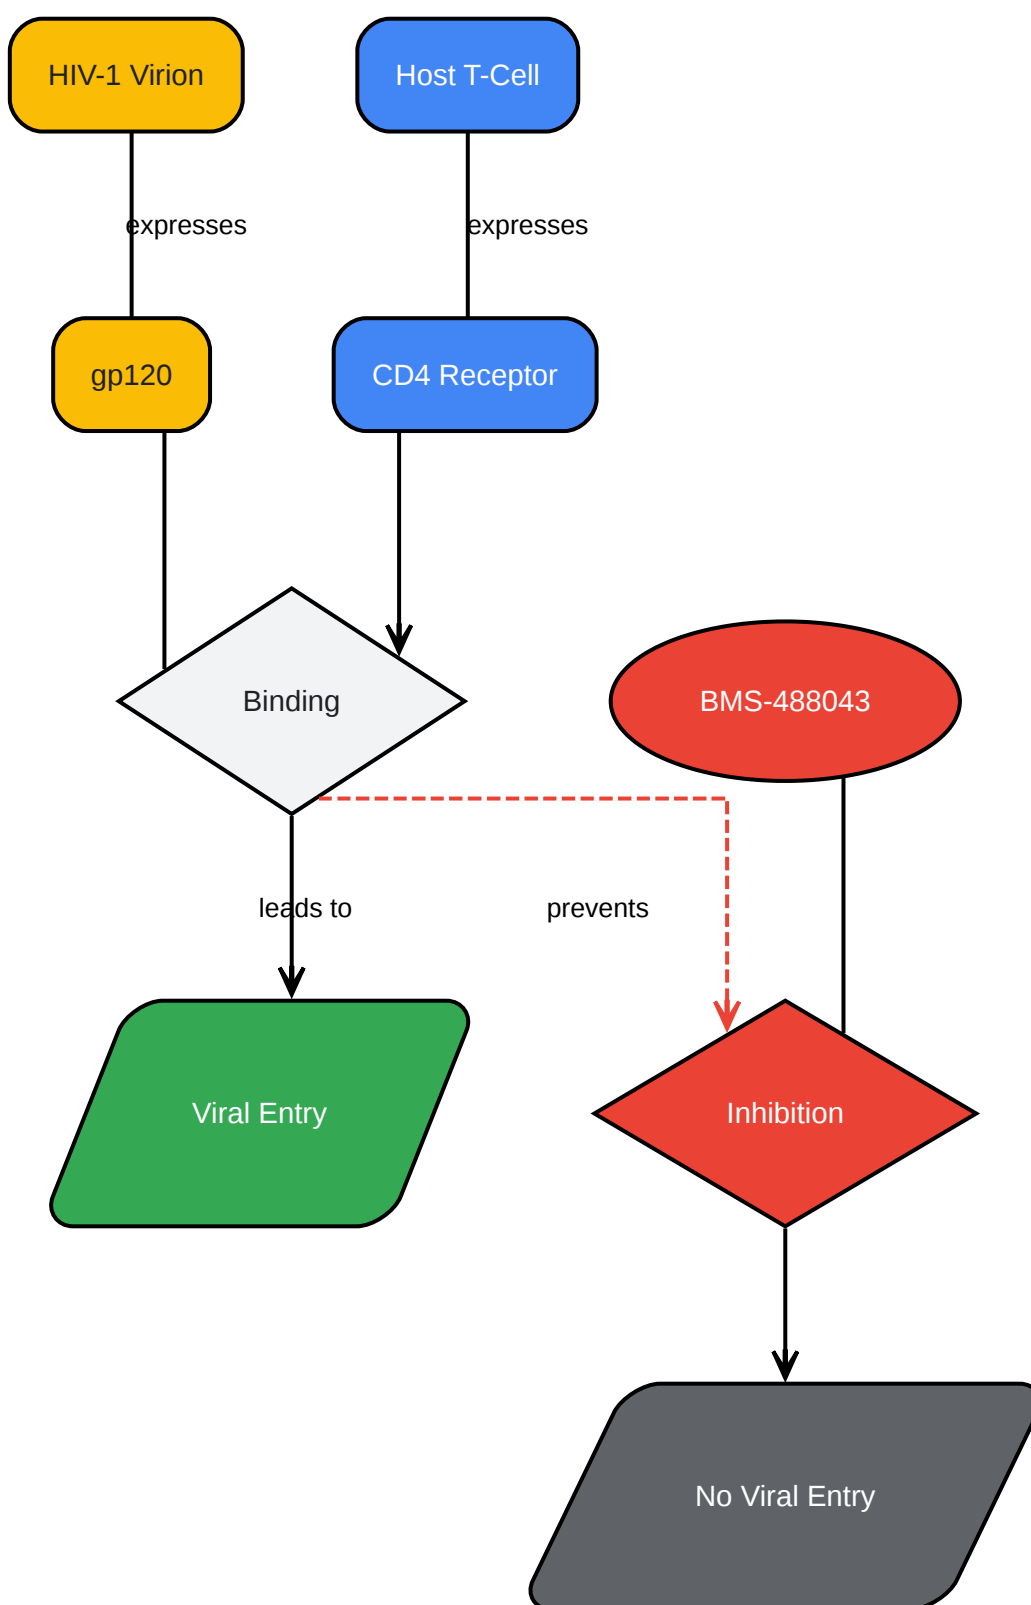 HIV-1 Virion
Host T-Cell
expresses
expresses
gp120
CD4 Receptor
Binding
BMS-488043
leads to
prevents
Viral Entry
Inhibition
No Viral Entry